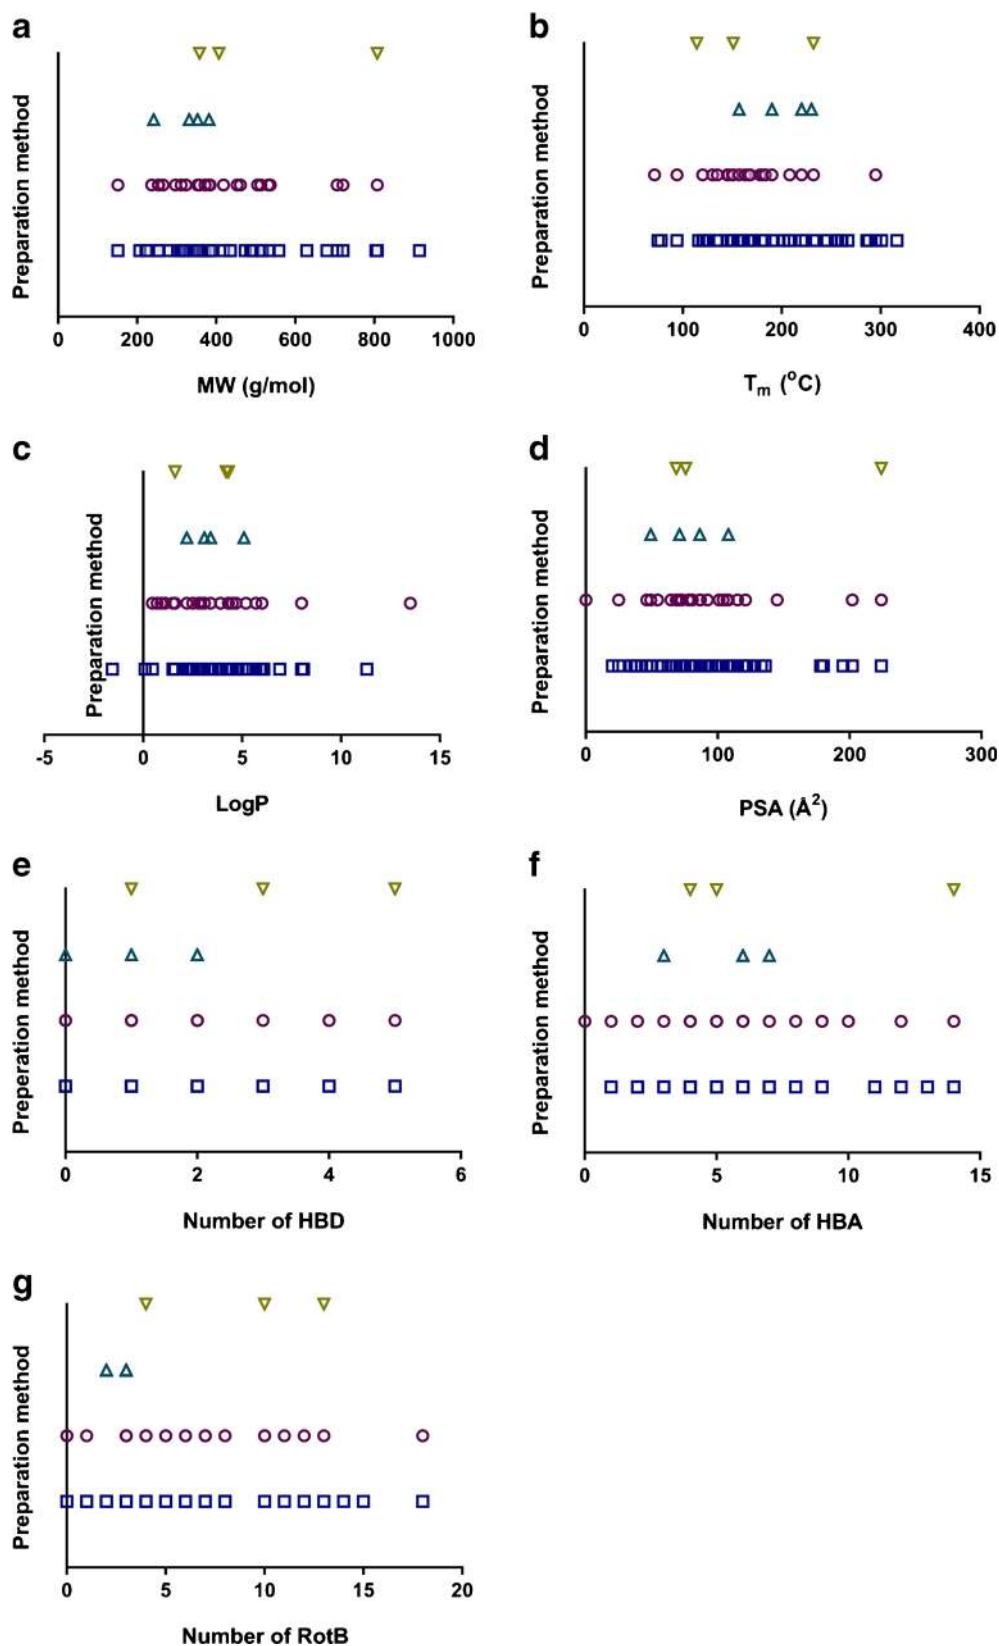 a
Preparation method
0 200 400 600 800 1000
MW (g/mol)
b
Preparation method
0 100 200 300 400
Tm (°C)
c
Preparation method
-5 0 5 10 15
LogP
d
Preparation method
0 100 200 300
PSA (Å²)
e
Preperation method
0 2 4 6
Number of HBD
f
Preparation method
0 5 10 15
Number of HBA
g
Preparation method
0 5 10 15 20
Number of RotB